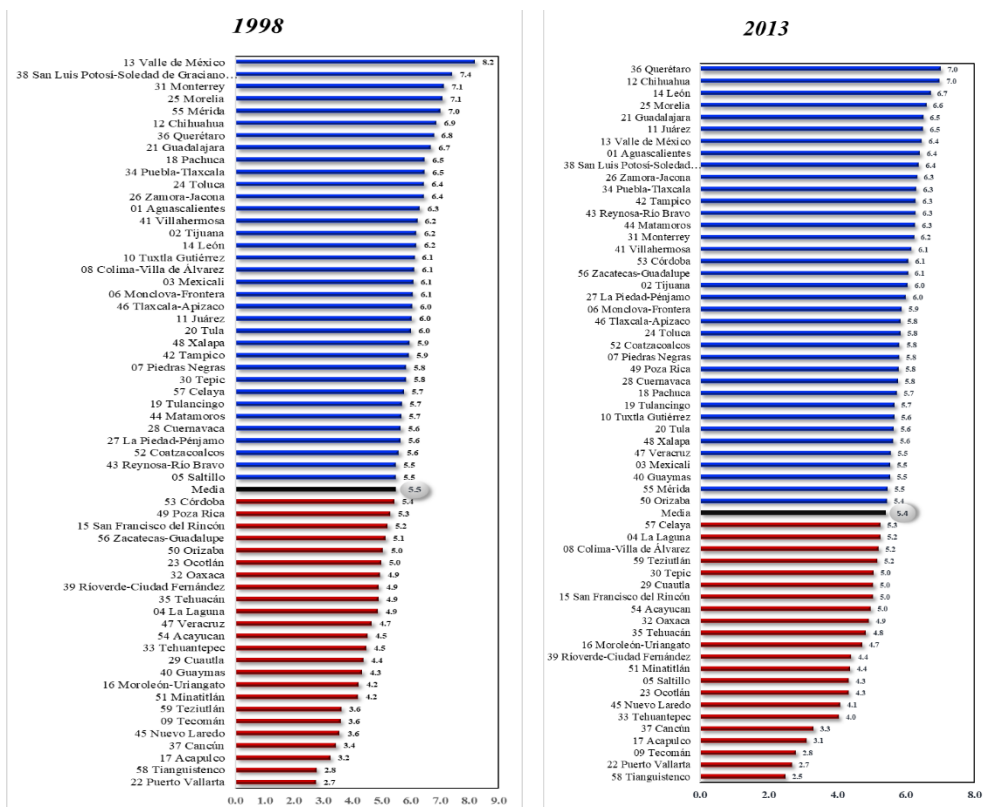 1998
13 Valle de México 8.2
38 San Luis Potosí-Soledad de Graciano… 7.4
31 Monterrey 7.1
25 Morelia 7.1
55 Mérida 7.0
12 Chihuahua 6.9
36 Querétaro 6.8
21 Guadalajara 6.7
18 Pachuca 6.5
34 Puebla-Tlaxcala 6.5
24 Toluca 6.4
26 Zamora-Jacona 6.4
01 Aguascalientes 6.3
41 Villahermosa 6.2
02 Tijuana 6.2
14 León 6.2
10 Tuxtla Gutiérrez 6.1
08 Colima-Villa de Álvarez 6.1
03 Mexicali 6.1
06 Monclova-Frontera 6.1
46 Tlaxcala-Apizaco 6.0
11 Juárez 6.0
20 Tula 6.0
48 Xalapa 5.9
42 Tampico 5.9
07 Piedras Negras 5.8
30 Tepic 5.8
57 Celaya 5.7
19 Tulancingo 5.7
44 Matamoros 5.7
28 Cuernavaca 5.6
27 La Piedad-Pénjamo 5.6
52 Coatzacoalcos 5.6
43 Reynosa-Río Bravo 5.5
05 Saltillo 5.5
Media 5.5
53 Córdoba 5.4
49 Poza Rica 5.3
15 San Francisco del Rincón 5.2
56 Zacatecas-Guadalupe 5.1
50 Orizaba 5.0
23 Ocotlán 5.0
32 Oaxaca 4.9
39 Ríoverde-Ciudad Fernández 4.9
35 Tehuacán 4.9
04 La Laguna 4.9
47 Veracruz 4.7
54 Acayucan 4.5
33 Tehuantepec 4.5
29 Cuautla 4.4
40 Guaymas 4.3
16 Moroleón-Uriangato 4.2
51 Minatitlán 4.2
59 Teziutlán 3.6
09 Tecomán 3.6
45 Nuevo Laredo 3.6
37 Cancún 3.4
17 Acapulco 3.2
58 Tianguistenco 2.8
22 Puerto Vallarta 2.7
0.0 1.0 2.0 3.0 4.0 5.0 6.0 7.0 8.0 9.0
2013
36 Querétaro 7.0
12 Chihuahua 7.0
14 León 6.7
25 Morelia 6.6
21 Guadalajara 6.5
11 Juárez 6.5
13 Valle de México 6.4
01 Aguascalientes 6.4
38 San Luis Potosí-Soledad… 6.4
26 Zamora-Jacona 6.3
34 Puebla-Tlaxcala 6.3
42 Tampico 6.3
43 Reynosa-Río Bravo 6.3
44 Matamoros 6.3
31 Monterrey 6.2
41 Villahermosa 6.1
53 Córdoba 6.1
56 Zacatecas-Guadalupe 6.1
02 Tijuana 6.0
27 La Piedad-Pénjamo 6.0
06 Monclova-Frontera 5.9
46 Tlaxcala-Apizaco 5.8
24 Toluca 5.8
52 Coatzacoalcos 5.8
07 Piedras Negras 5.8
49 Poza Rica 5.8
28 Cuernavaca 5.8
18 Pachuca 5.7
19 Tulancingo 5.7
10 Tuxtla Gutiérrez 5.6
20 Tula 5.6
48 Xalapa 5.6
47 Veracruz 5.5
03 Mexicali 5.5
40 Guaymas 5.5
55 Mérida 5.5
50 Orizaba 5.4
Media 5.4
57 Celaya 5.3
04 La Laguna 5.2
08 Colima-Villa de Álvarez 5.2
59 Teziutlán 5.2
30 Tepic 5.0
29 Cuautla 5.0
15 San Francisco del Rincón 5.0
54 Acayucan 5.0
32 Oaxaca 4.9
35 Tehuacán 4.8
16 Moroleón-Uriangato 4.7
39 Ríoverde-Ciudad Fernández 4.4
51 Minatitlán 4.4
05 Saltillo 4.3
23 Ocotlán 4.3
45 Nuevo Laredo 4.1
33 Tehuantepec 4.0
37 Cancún 3.3
17 Acapulco 3.1
09 Tecomán 2.8
22 Puerto Vallarta 2.7
58 Tianguistenco 2.5
0.0 2.0 4.0 6.0 8.0